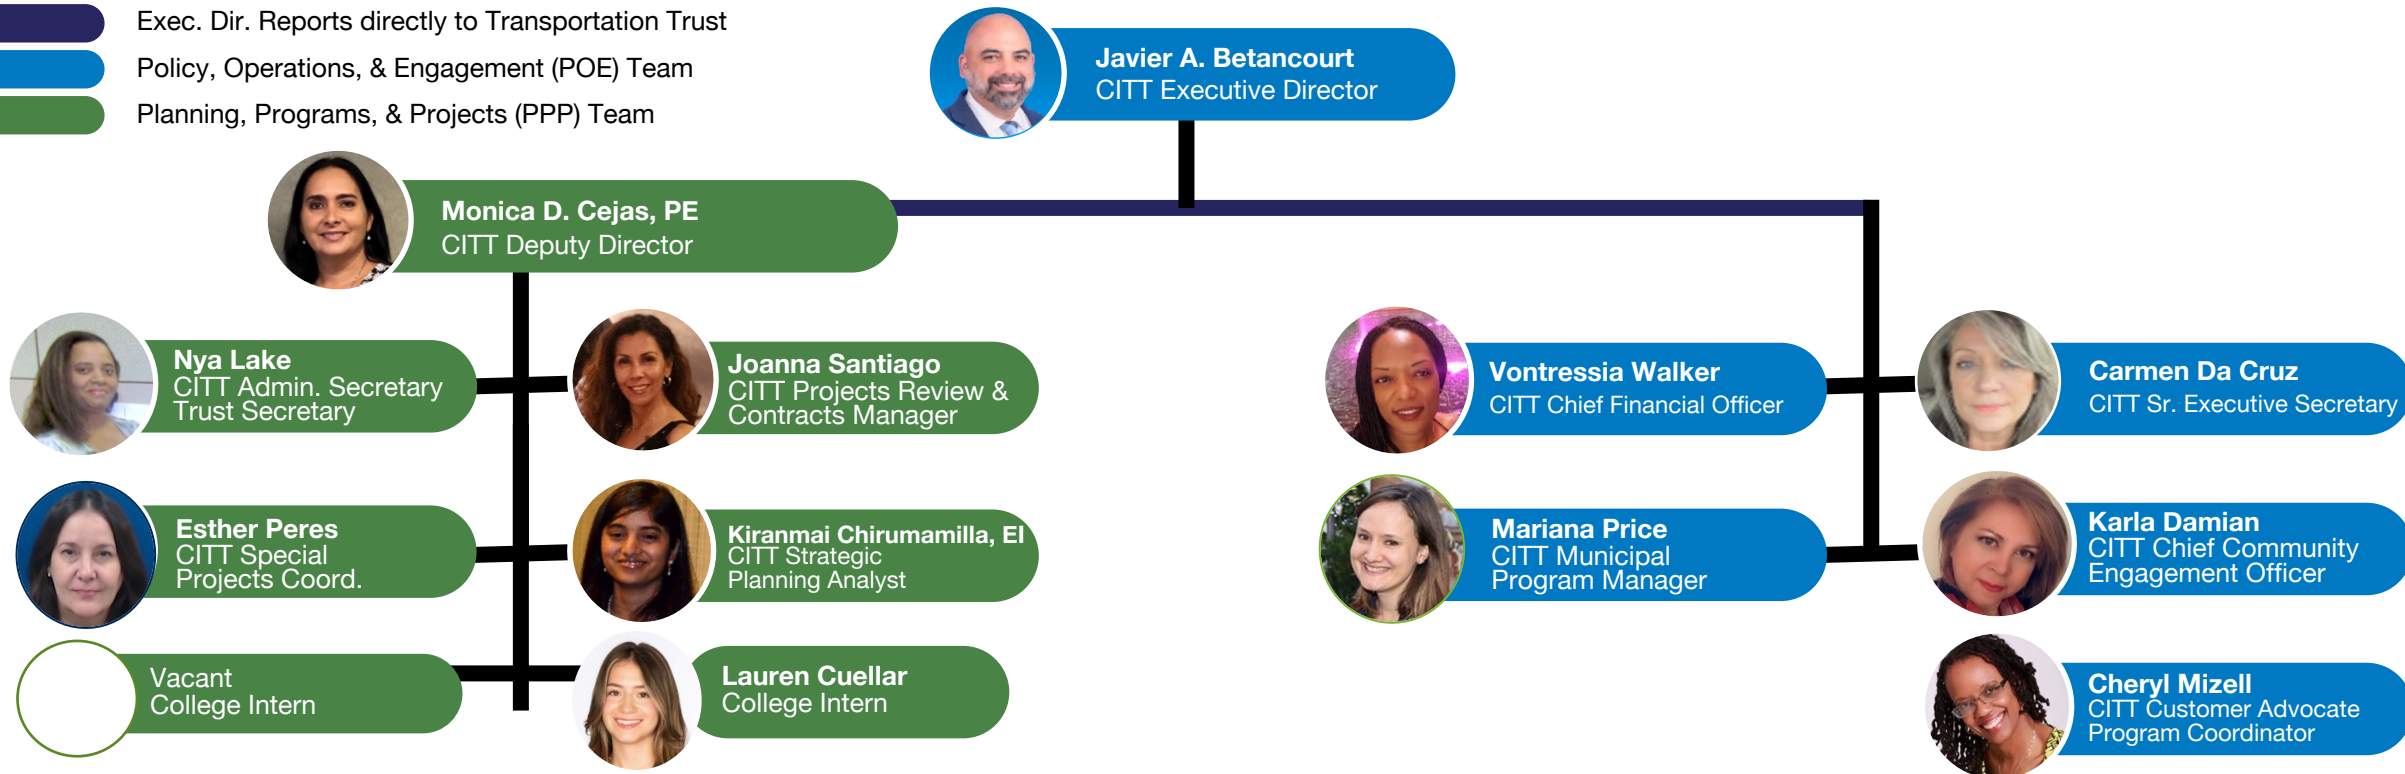 Exec. Dir. Reports directly to Transportation Trust
Policy, Operations, & Engagement (POE) Team
Planning, Programs, & Projects (PPP) Team
Javier A. Betancourt
CITT Executive Director
Monica D. Cejas, PE
CITT Deputy Director
Nya Lake
CITT Admin. Secretary
Trust Secretary
Joanna Santiago
CITT Projects Review &
Contracts Manager
Vontressia Walker
CITT Chief Financial Officer
Carmen Da Cruz
CITT Sr. Executive Secretary
Esther Peres
CITT Special
Projects Coord.
Kiranmai Chirumamilla, EI
CITT Strategic
Planning Analyst
Mariana Price
CITT Municipal
Program Manager
Karla Damian
CITT Chief Community
Engagement Officer
Vacant
College Intern
Lauren Cuellar
College Intern
Cheryl Mizell
CITT Customer Advocate
Program Coordinator